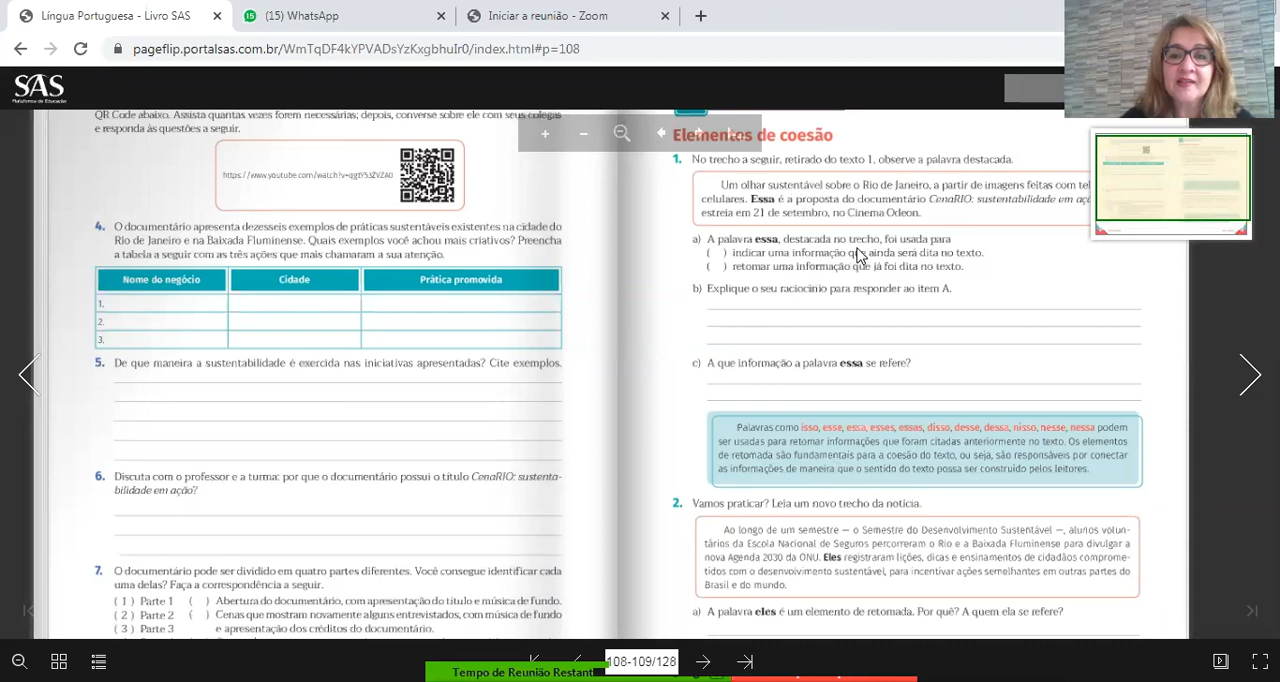 Língua Portuguesa - Livro SAS
(15) WhatsApp
Iniciar a reunião - Zoom
pageflip.portalsas.com.br/WmTqDF4kYPVADsYzKxgbhuIr0/index.html#p=108
SAS
Plataforma de Educação
QR Code abaixo. Assista quantas vezes forem necessárias; depois, converse sobre ele com seus colegas
e responda às questões a seguir.
https://www.youtube.com/watch?v=
4. O documentário apresenta dezesseis exemplos de práticas sustentáveis existentes na cidade do
Rio de Janeiro e na Baixada Fluminense. Quais exemplos você achou mais criativos? Preencha
a tabela a seguir com as três ações que mais chamaram a sua atenção.
Nome do negócio Cidade Prática promovida
1.
2.
3.
5. De que maneira a sustentabilidade é exercida nas iniciativas apresentadas? Cite exemplos.
6. Discuta com o professor e a turma: por que o documentário possui o título CenaRIO: sustenta-
bilidade em ação?
7. O documentário pode ser dividido em quatro partes diferentes. Você consegue identificar cada
uma delas? Faça a correspondência a seguir.
( 1 ) Parte 1 ( ) Abertura do documentário, com apresentação do título e música de fundo.
( 2 ) Parte 2 ( ) Cenas que mostram novamente alguns entrevistados, com música de fundo
( 3 ) Parte 3 e apresentação dos créditos do documentário.
Elementos de coesão
1. No trecho a seguir, retirado do texto 1, observe a palavra destacada.
Um olhar sustentável sobre o Rio de Janeiro, a partir de imagens feitas com tel
celulares. Essa é a proposta do documentário CenaRIO: sustentabilidade em açã
estreia em 21 de setembro, no Cinema Odeon.
a) A palavra essa, destacada no trecho, foi usada para
( ) indicar uma informação que ainda será dita no texto.
( ) retomar uma informação que já foi dita no texto.
b) Explique o seu raciocínio para responder ao item A.
c) A que informação a palavra essa se refere?
Palavras como isso, esse, essa, esses, essas, disso, desse, dessa, nisso, nesse, nessa podem
ser usadas para retomar informações que foram citadas anteriormente no texto. Os elementos
de retomada são fundamentais para a coesão do texto, ou seja, são responsáveis por conectar
as informações de maneira que o sentido do texto possa ser construído pelos leitores.
2. Vamos praticar? Leia um novo trecho da notícia.
Ao longo de um semestre — o Semestre do Desenvolvimento Sustentável —, alunos volun-
tários da Escola Nacional de Seguros percorreram o Rio e a Baixada Fluminense para divulgar a
nova Agenda 2030 da ONU. Eles registraram lições, dicas e ensinamentos de cidadãos comprome-
tidos com o desenvolvimento sustentável, para incentivar ações semelhantes em outras partes do
Brasil e do mundo.
a) A palavra eles é um elemento de retomada. Por quê? A quem ela se refere?
108-109/128
Tempo de Reunião Restant